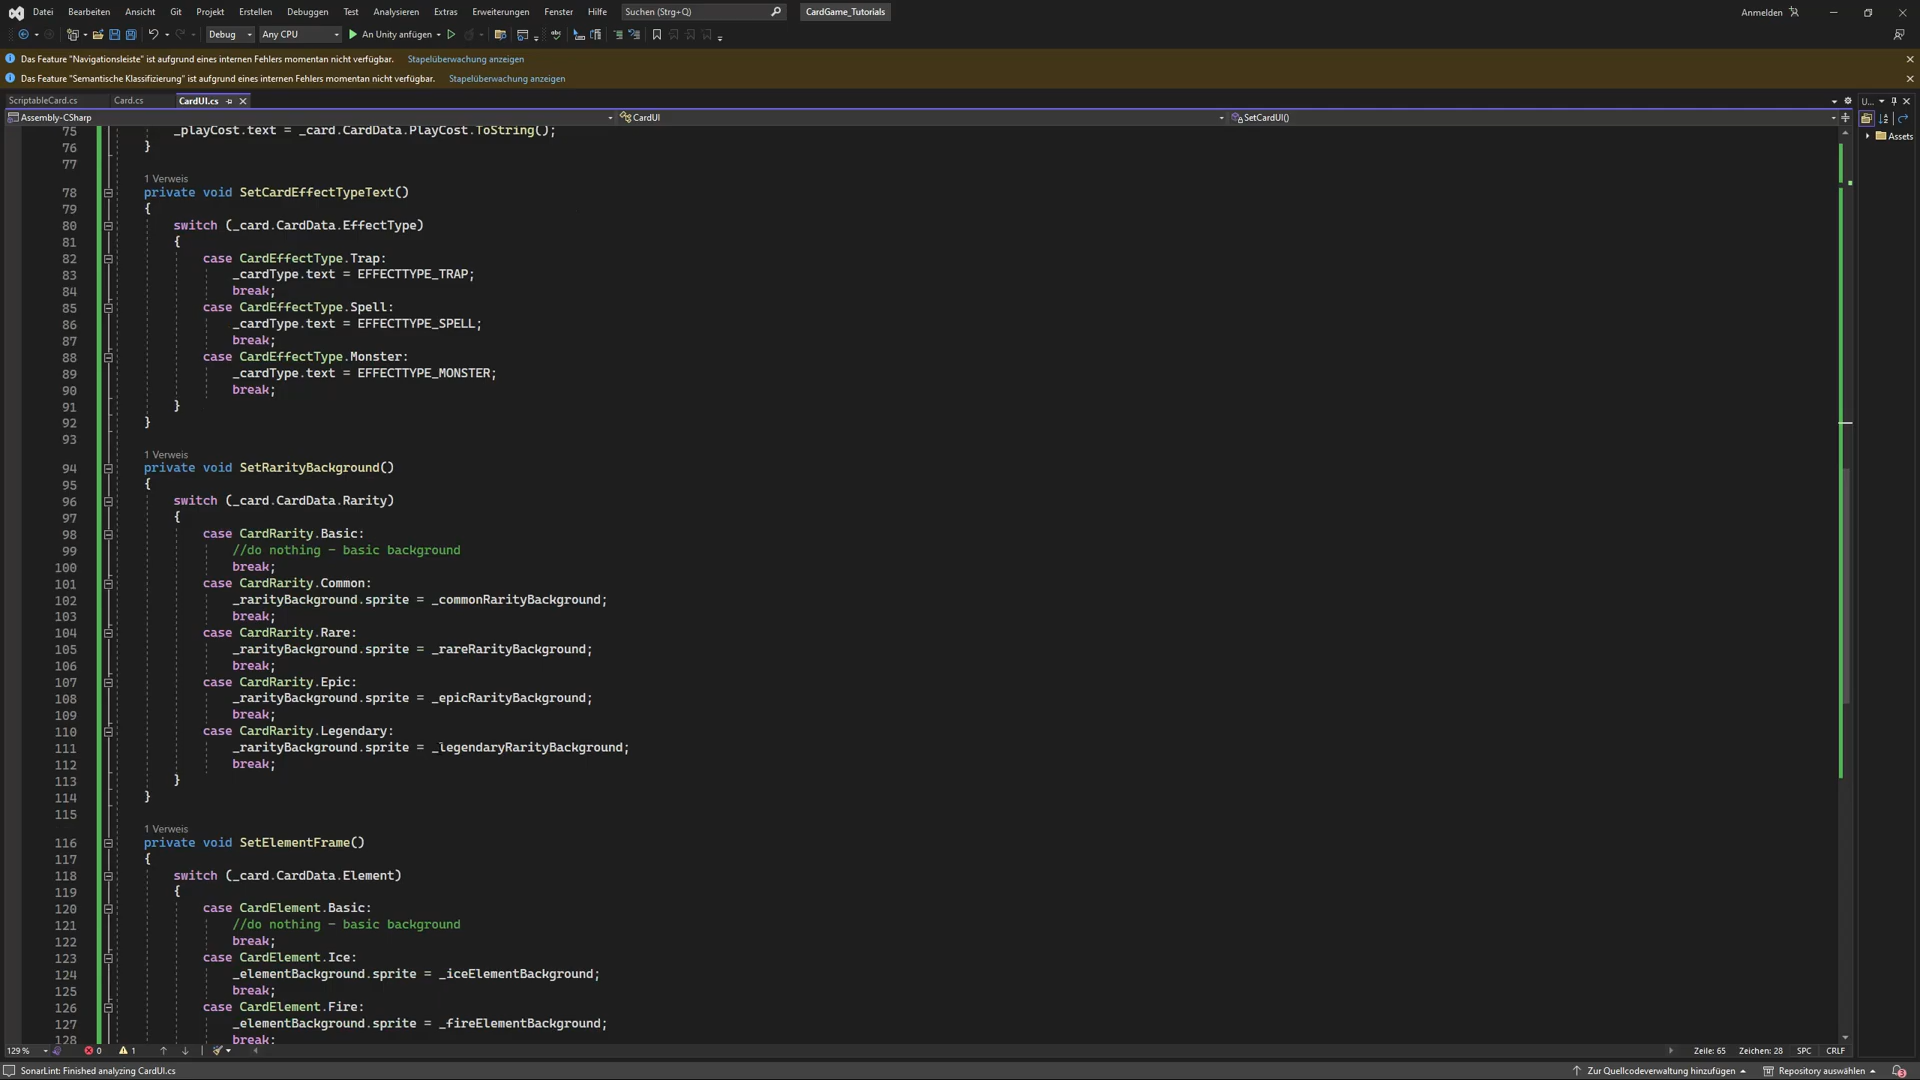 Datei Bearbeiten Ansicht Git Projekt Erstellen Debuggen Test Analysieren Extras Erweiterungen Fenster Hilfe Suchen (Strg+Q) CardGame_Tutorials Anmelden
Debug Any CPU An Unity anfügen
Das Feature "Navigationsleiste" ist aufgrund eines internen Fehlers momentan nicht verfügbar. Stapelüberwachung anzeigen
Das Feature "Semantische Klassifizierung" ist aufgrund eines internen Fehlers momentan nicht verfügbar. Stapelüberwachung anzeigen
ScriptableCard.cs Card.cs CardUI.cs U...
Assembly-CSharp CardUI SetCardUI()
Assets
75 _playCost.text = _card.CardData.PlayCost.ToString();
76 }
77
1 Verweis
78 private void SetCardEffectTypeText()
79 {
80 switch (_card.CardData.EffectType)
81 {
82 case CardEffectType.Trap:
83 _cardType.text = EFFECTTYPE_TRAP;
84 break;
85 case CardEffectType.Spell:
86 _cardType.text = EFFECTTYPE_SPELL;
87 break;
88 case CardEffectType.Monster:
89 _cardType.text = EFFECTTYPE_MONSTER;
90 break;
91 }
92 }
93
1 Verweis
94 private void SetRarityBackground()
95 {
96 switch (_card.CardData.Rarity)
97 {
98 case CardRarity.Basic:
99 //do nothing - basic background
100 break;
101 case CardRarity.Common:
102 _rarityBackground.sprite = _commonRarityBackground;
103 break;
104 case CardRarity.Rare:
105 _rarityBackground.sprite = _rareRarityBackground;
106 break;
107 case CardRarity.Epic:
108 _rarityBackground.sprite = _epicRarityBackground;
109 break;
110 case CardRarity.Legendary:
111 _rarityBackground.sprite = _legendaryRarityBackground;
112 break;
113 }
114 }
115
1 Verweis
116 private void SetElementFrame()
117 {
118 switch (_card.CardData.Element)
119 {
120 case CardElement.Basic:
121 //do nothing - basic background
122 break;
123 case CardElement.Ice:
124 _elementBackground.sprite = _iceElementBackground;
125 break;
126 case CardElement.Fire:
127 _elementBackground.sprite = _fireElementBackground;
128 break;
129 % 0 1 Zeile: 65 Zeichen: 28 SPC CRLF
SonarLint: Finished analyzing CardUI.cs Zur Quellcodeverwaltung hinzufügen Repository auswählen